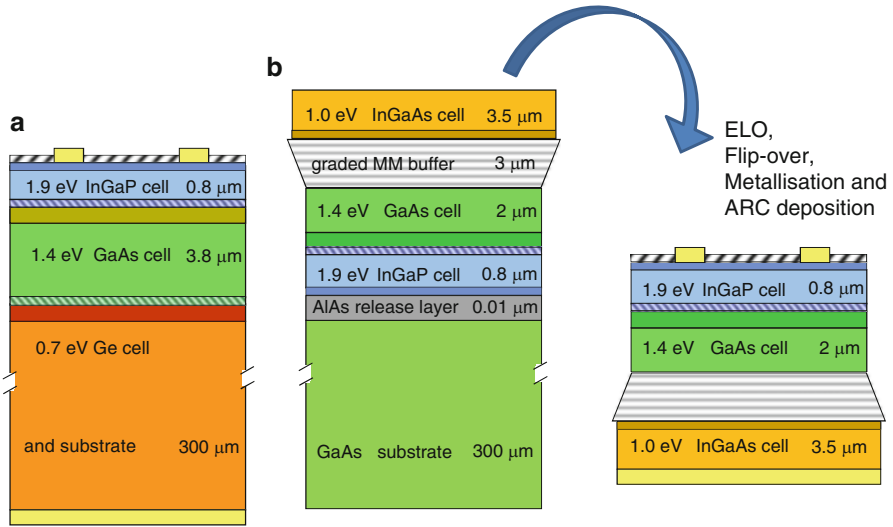 a
1.9 eV InGaP cell 0.8 μm
1.4 eV GaAs cell 3.8 μm
0.7 eV Ge cell
and substrate 300 μm
b
1.0 eV InGaAs cell 3.5 μm
graded MM buffer 3 μm
1.4 eV GaAs cell 2 μm
1.9 eV InGaP cell 0.8 μm
AlAs release layer 0.01 μm
GaAs substrate 300 μm
ELO,
Flip-over,
Metallisation and
ARC deposition
1.9 eV InGaP cell 0.8 μm
1.4 eV GaAs cell 2 μm
1.0 eV InGaAs cell 3.5 μm